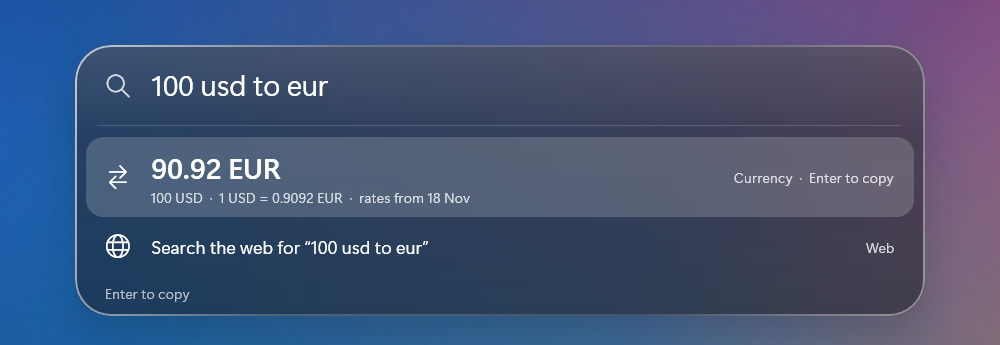 100 usd to eur
90.92 EUR
100 USD · 1 USD = 0.9092 EUR · rates from 18 Nov
Currency · Enter to copy
Search the web for “100 usd to eur”
Web
Enter to copy